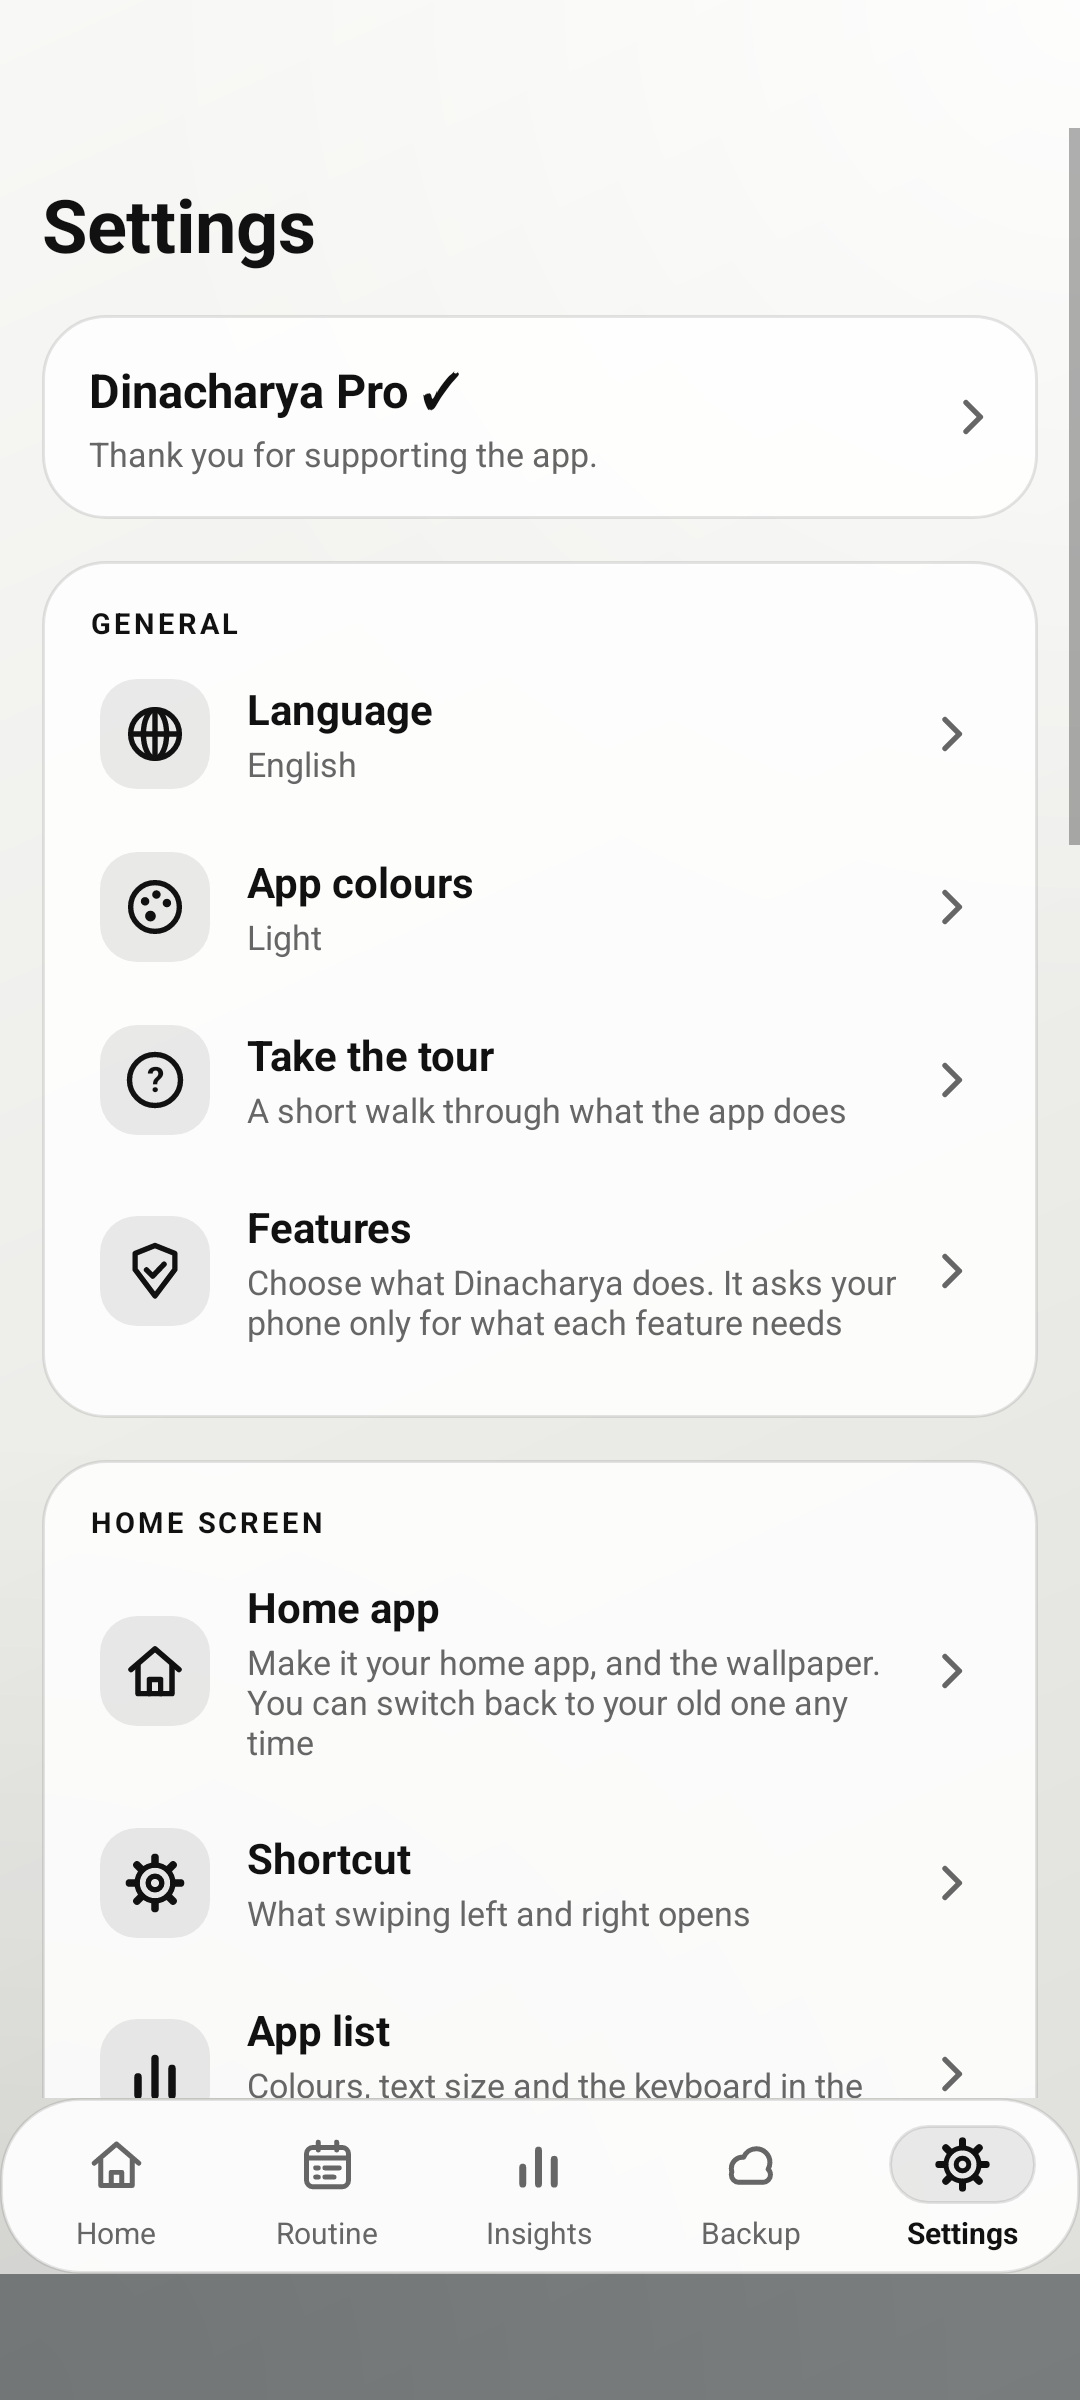 Settings
Dinacharya Pro ✓
Thank you for supporting the app.
GENERAL
Language
English
App colours
Light
Take the tour
A short walk through what the app does
Features
Choose what Dinacharya does. It asks your
phone only for what each feature needs
HOME SCREEN
Home app
Make it your home app, and the wallpaper.
You can switch back to your old one any
time
Shortcut
What swiping left and right opens
App list
Colours, text size and the keyboard in the
Home
Routine
Insights
Backup
Settings